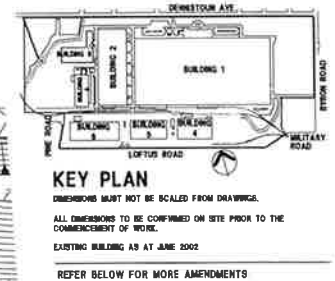 DENNISTOUN AVE
BUILDING 2
BUILDING 1
BYRON ROAD
PINE ROAD
BUILDING
BUILDING
BUILDING
4
MILITARY
ROAD
LOFTUS ROAD
KEY PLAN
DIMENSIONS MUST NOT BE SCALED FROM DRAWINGS.
ALL DIMENSIONS TO BE CONFIRMED ON SITE PRIOR TO THE
COMMENCEMENT OF WORK.
EXISTING BUILDING AS AT JUNE 2002
REFER BELOW FOR MORE AMENDMENTS